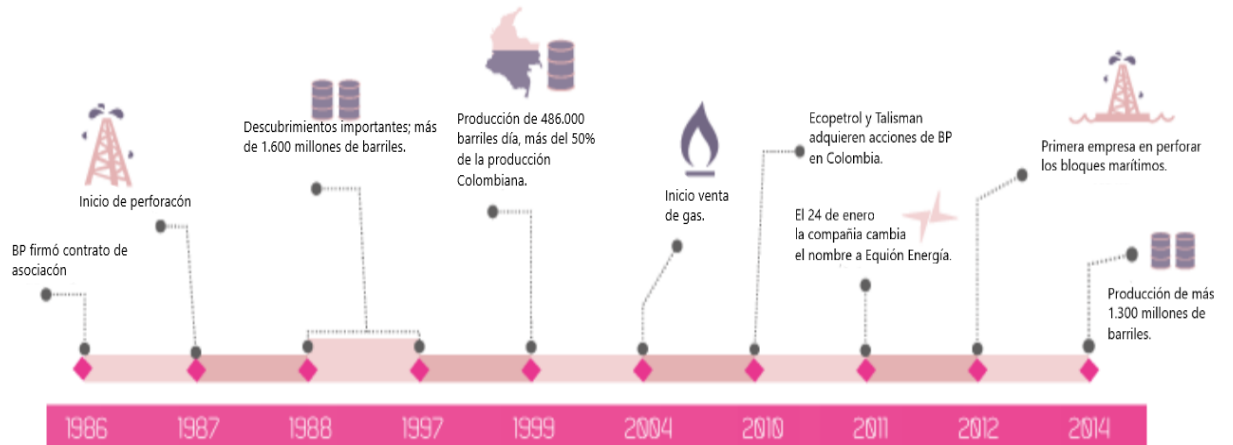 BP firmó contrato de
asociacón
Inicio de perforacón
Descubrimientos importantes; más
de 1.600 millones de barriles.
Producción de 486.000
barriles día, más del 50%
de la producción
Colombiana.
Inicio venta
de gas.
Ecopetrol y Talisman
adquieren acciones de BP
en Colombia.
El 24 de enero
la compañia cambia
el nombre a Equión Energía.
Primera empresa en perforar
los bloques marítimos.
Producción de más
1.300 millones de
barriles.
1986 1987 1988 1997 1999 2004 2010 2011 2012 2014